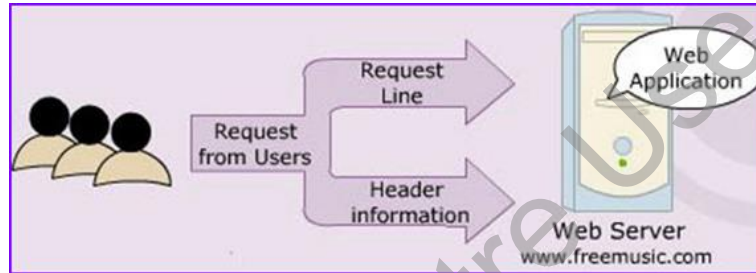 Request
from Users
Request
Line
Header
information
Web
Application
Web Server
www.freemusic.com